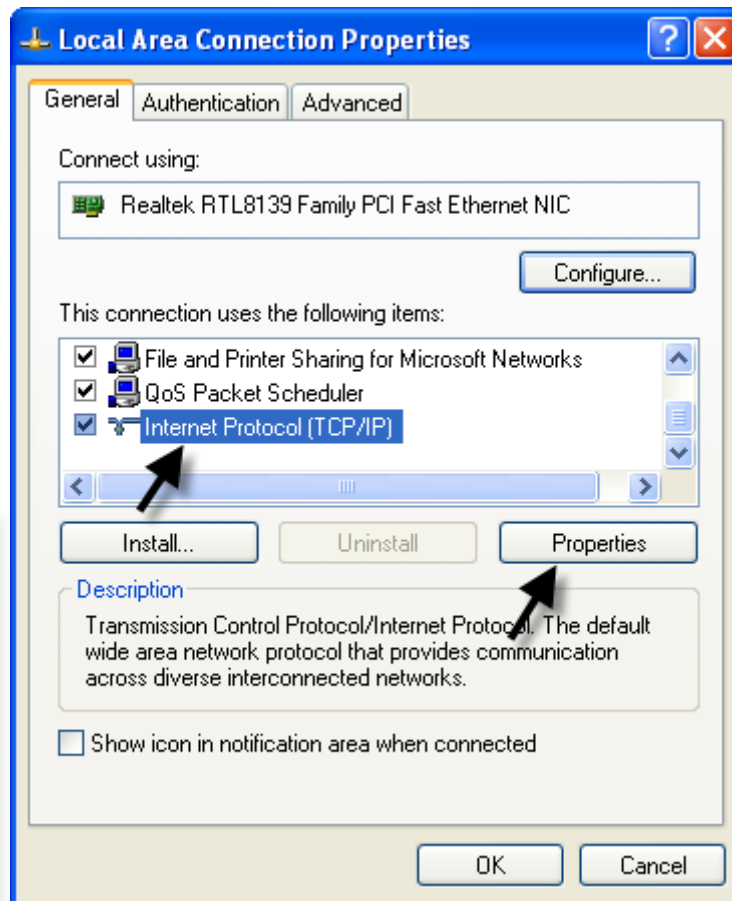 Local Area Connection Properties
General Authentication Advanced
Connect using:
Realtek RTL8139 Family PCI Fast Ethernet NIC
Configure...
This connection uses the following items:
File and Printer Sharing for Microsoft Networks
QoS Packet Scheduler
Internet Protocol (TCP/IP)
Install... Uninstall Properties
Description
Transmission Control Protocol/Internet Protocol. The default
wide area network protocol that provides communication
across diverse interconnected networks.
Show icon in notification area when connected
OK Cancel